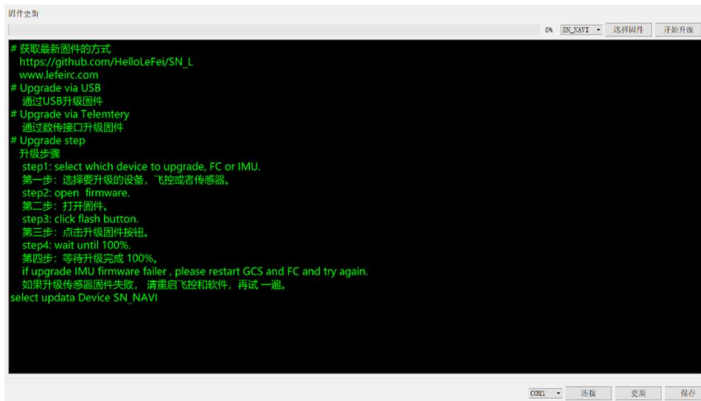 固件更新
0% SN_NAVI 选择固件 开始升级
# 获取最新固件的方式
https://github.com/HelloLeFei/SN_L
www.lefeirc.com
# Upgrade via USB
通过USB升级固件
# Upgrade via Telemtery
通过数传接口升级固件
# Upgrade step
升级步骤
step1: select which device to upgrade, FC or IMU.
第一步：选择要升级的设备，飞控或者传感器。
step2: open firmware.
第二步：打开固件。
step3: click flash button.
第三步：点击升级固件按钮。
step4: wait until 100%.
第四步：等待升级完成 100%。
if upgrade IMU firmware failer , please restart GCS and FC and try again.
如果升级传感器固件失败， 请重启飞控和软件，再试 一遍。
select updata Device SN_NAVI
COM1 连接 更新 保存